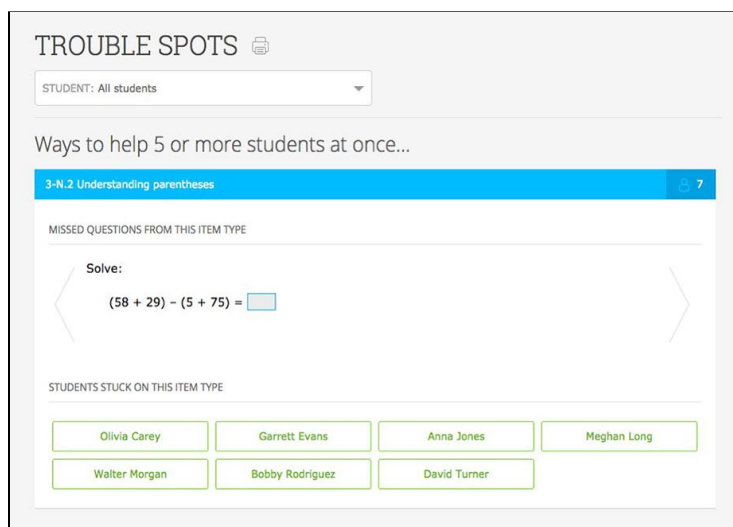 TROUBLE SPOTS
STUDENT: All students
Ways to help 5 or more students at once...
3-N.2 Understanding parentheses 7
MISSED QUESTIONS FROM THIS ITEM TYPE
Solve:
(58 + 29) – (5 + 75) =
STUDENTS STUCK ON THIS ITEM TYPE
Olivia Carey Garrett Evans Anna Jones Meghan Long
Walter Morgan Bobby Rodriguez David Turner